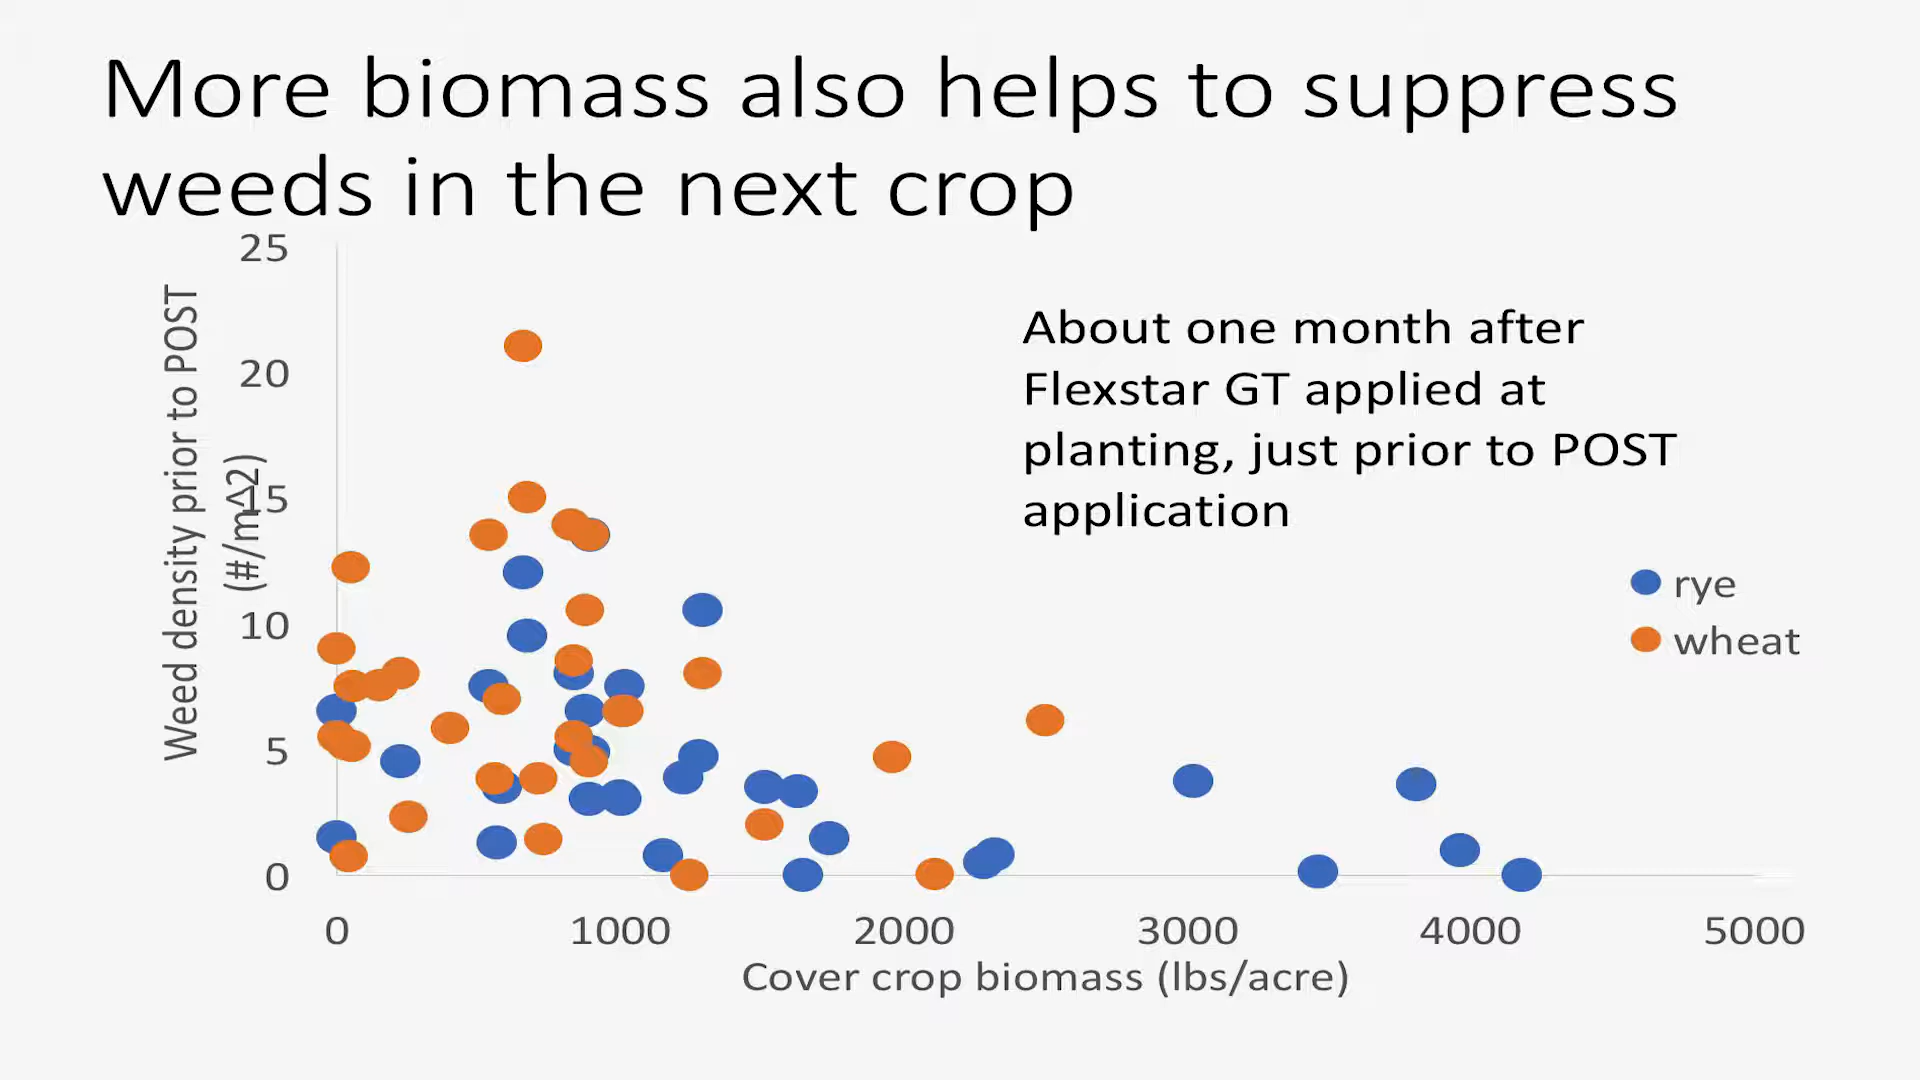 More biomass also helps to suppress
weeds in the next crop
25
20
15
10
5
0
Weed density prior to POST
(#/m^2)
About one month after
Flexstar GT applied at
planting, just prior to POST
application
rye
wheat
0 1000 2000 3000 4000 5000
Cover crop biomass (lbs/acre)